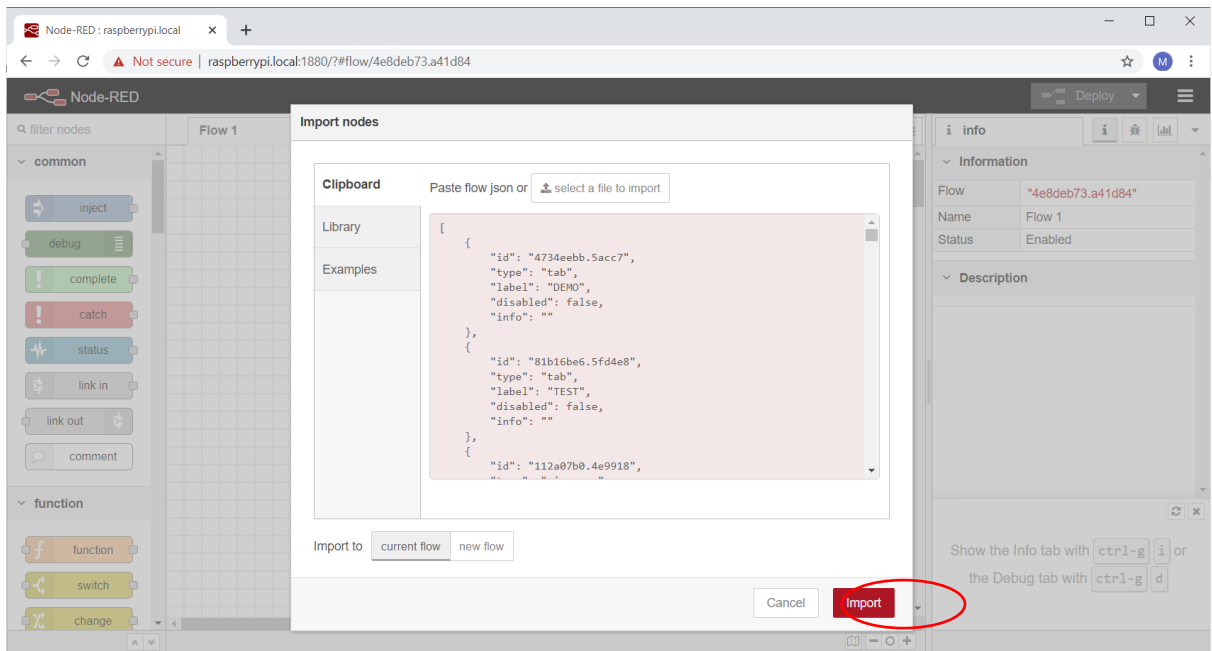 Node-RED : raspberrypi.local
Not secure | raspberrypi.local:1880/?#flow/4e8deb73.a41d84
M
Node-RED
Deploy
filter nodes
common
inject
debug
complete
catch
status
link in
link out
comment
function
function
switch
change
Flow 1
Import nodes
Clipboard
Library
Examples
Paste flow json or select a file to import
[
{
"id": "4734eebb.5acc7",
"type": "tab",
"label": "DEMO",
"disabled": false,
"info": ""
},
{
"id": "81b16be6.5fd4e8",
"type": "tab",
"label": "TEST",
"disabled": false,
"info": ""
},
{
"id": "112a07b0.4e9918",
Import to current flow new flow
Cancel Import
i info
i
Information
Flow "4e8deb73.a41d84"
Name Flow 1
Status Enabled
Description
Show the Info tab with ctrl-g i or
the Debug tab with ctrl-g d